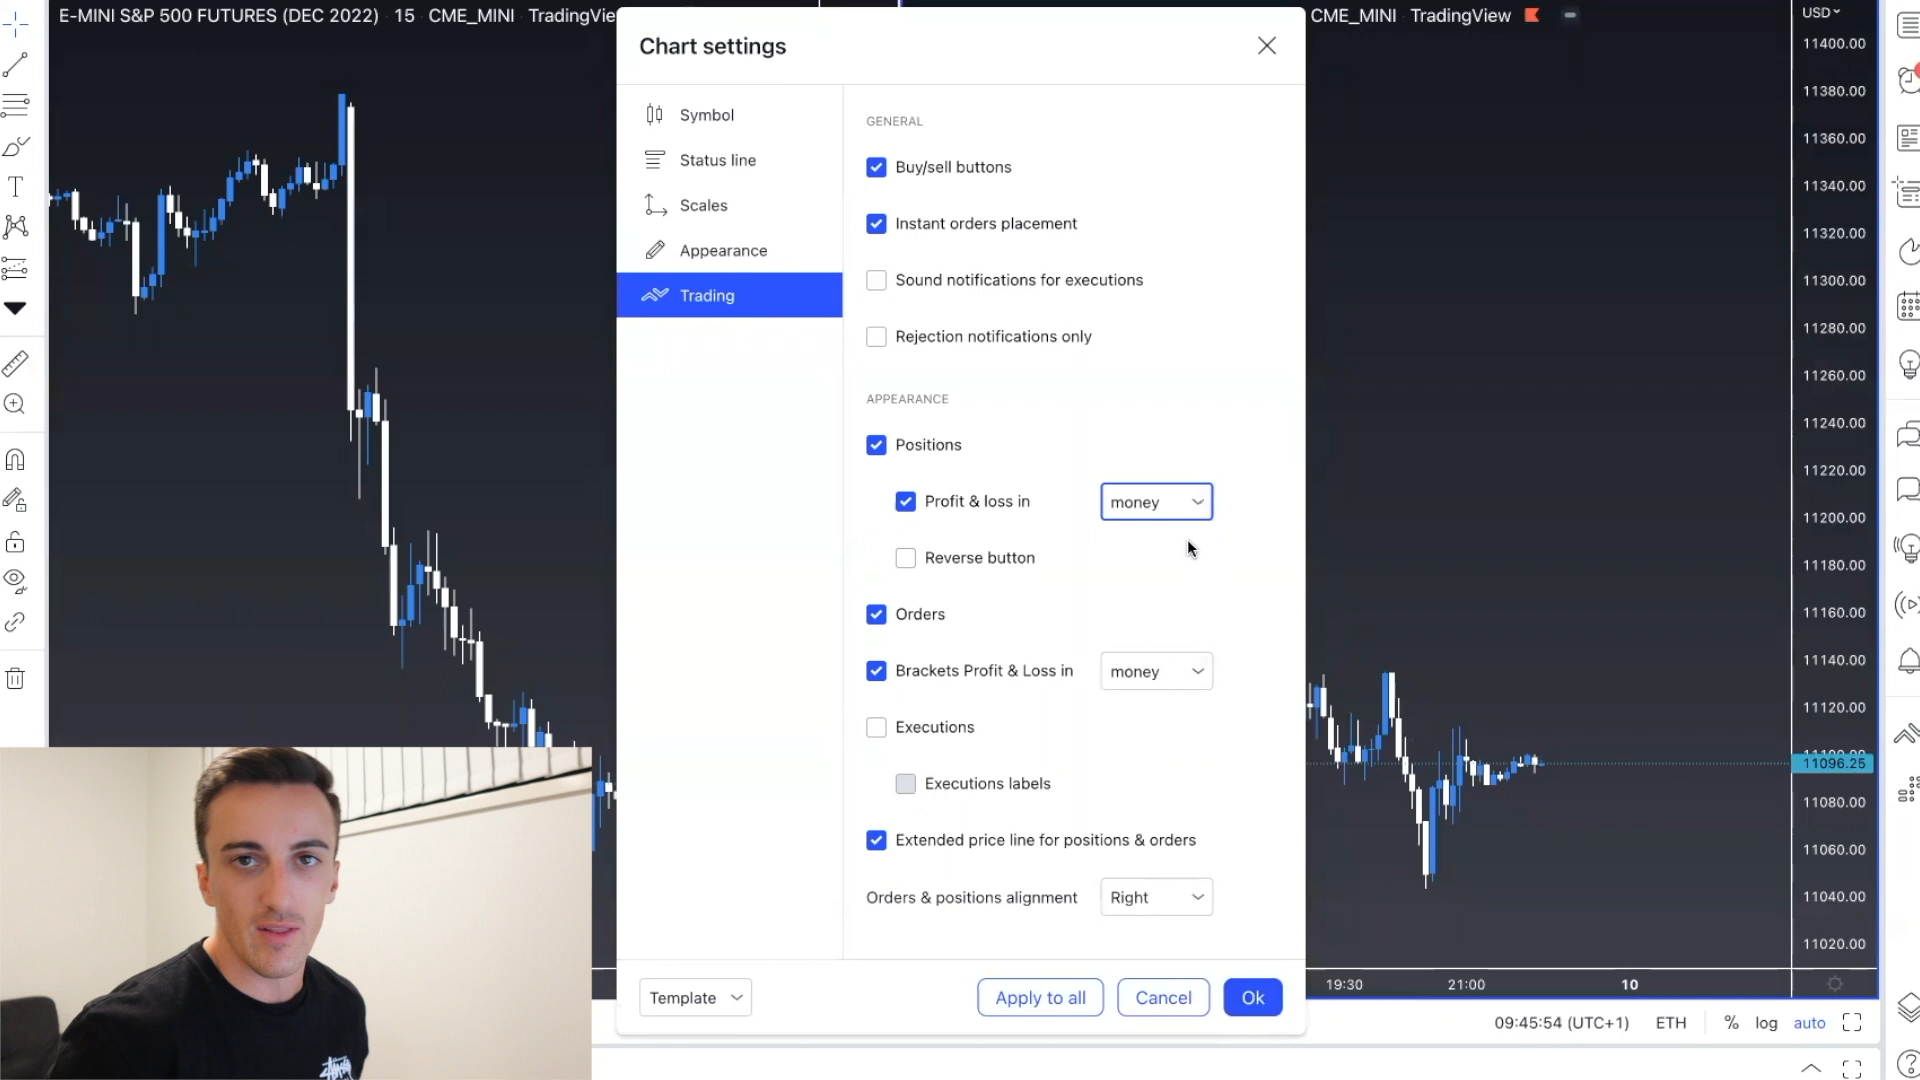 E-MINI S&P 500 FUTURES (DEC 2022) · 15 · CME_MINI · TradingVie
CME_MINI · TradingView
USD
Chart settings
Symbol
Status line
Scales
Appearance
Trading
GENERAL
Buy/sell buttons
Instant orders placement
Sound notifications for executions
Rejection notifications only
APPEARANCE
Positions
Profit & loss in money
Reverse button
Orders
Brackets Profit & Loss in money
Executions
Executions labels
Extended price line for positions & orders
Orders & positions alignment Right
Template
Apply to all
Cancel
Ok
11400.00
11380.00
11360.00
11340.00
11320.00
11300.00
11280.00
11260.00
11240.00
11220.00
11200.00
11180.00
11160.00
11140.00
11120.00
11096.25
11080.00
11060.00
11040.00
11020.00
19:30 21:00 10
09:45:54 (UTC+1) ETH % log auto